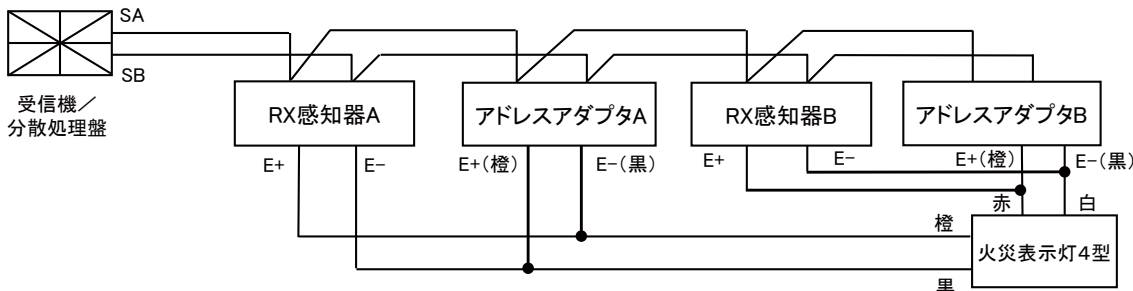 SA
SB
受信機／
分散処理盤
RX感知器A
アドレスアダプタA
RX感知器B
アドレスアダプタB
E+
E−
E+(橙)
E−(黒)
E+
E−
E+(橙)
E−(黒)
赤
白
橙
火災表示灯4型
黒